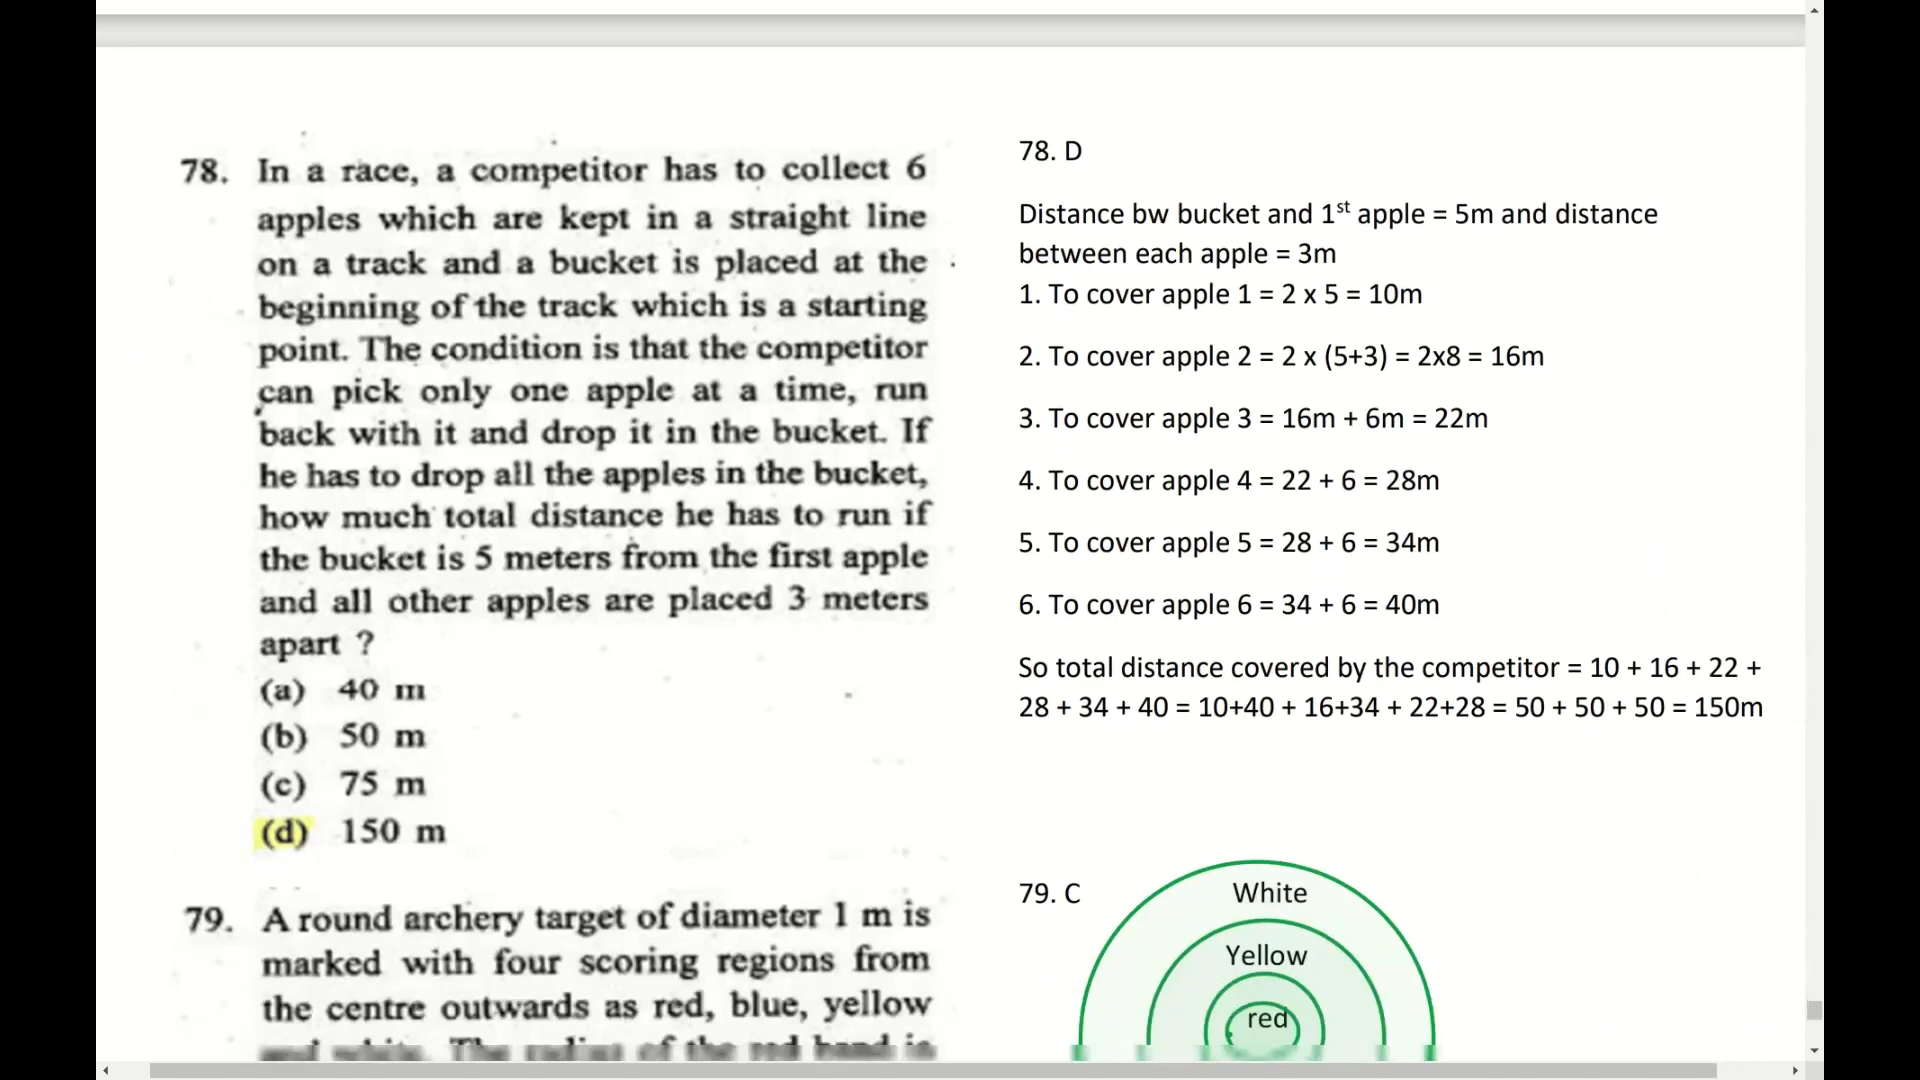 78. In a race, a competitor has to collect 6
apples which are kept in a straight line
on a track and a bucket is placed at the
beginning of the track which is a starting
point. The condition is that the competitor
can pick only one apple at a time, run
back with it and drop it in the bucket. If
he has to drop all the apples in the bucket,
how much total distance he has to run if
the bucket is 5 meters from the first apple
and all other apples are placed 3 meters
apart ?
(a) 40 m
(b) 50 m
(c) 75 m
(d) 150 m
79. A round archery target of diameter 1 m is
marked with four scoring regions from
the centre outwards as red, blue, yellow
and white. The radius of the red band is
78. D
Distance bw bucket and 1st apple = 5m and distance
between each apple = 3m
1. To cover apple 1 = 2 x 5 = 10m
2. To cover apple 2 = 2 x (5+3) = 2x8 = 16m
3. To cover apple 3 = 16m + 6m = 22m
4. To cover apple 4 = 22 + 6 = 28m
5. To cover apple 5 = 28 + 6 = 34m
6. To cover apple 6 = 34 + 6 = 40m
So total distance covered by the competitor = 10 + 16 + 22 +
28 + 34 + 40 = 10+40 + 16+34 + 22+28 = 50 + 50 + 50 = 150m
79. C
White
Yellow
red